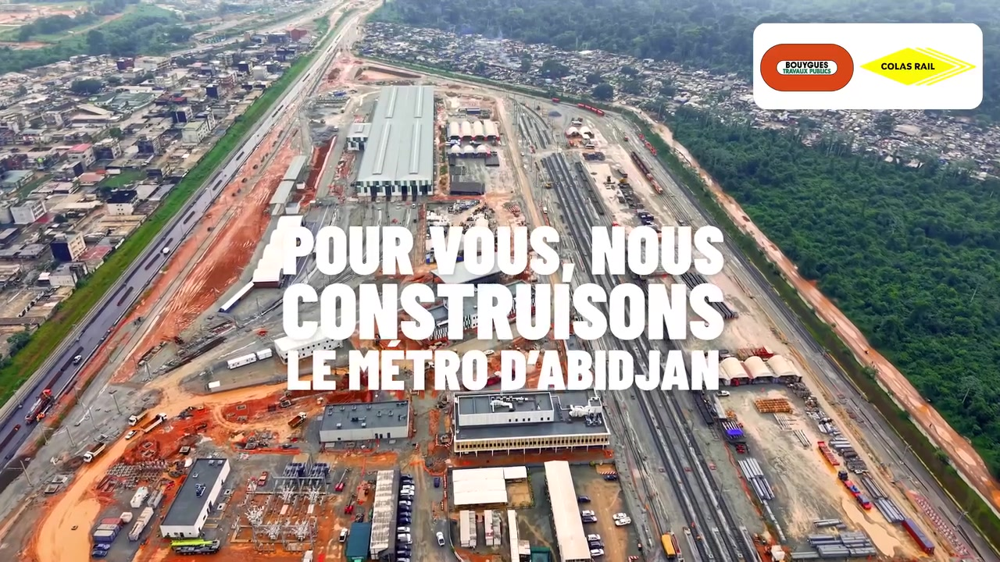 BOUYGUES
TRAVAUX PUBLICS
COLAS RAIL
POUR VOUS, NOUS
CONSTRUISONS
LE MÉTRO D'ABIDJAN